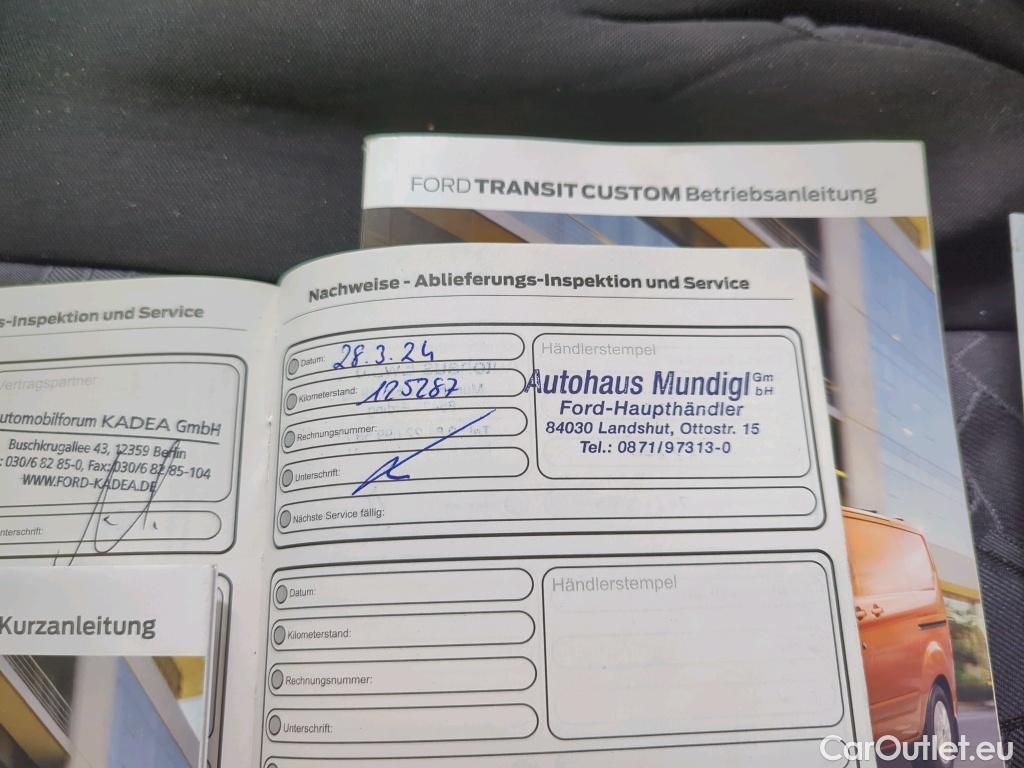 FORD TRANSIT CUSTOM Betriebsanleitung
s-Inspektion und Service
Vertragspartner
utomobilforum KADEA GmbH
Buschkrugallee 43, 12359 Berlin
: 030/6 82 85-0, Fax: 030/6 82 85-104
WWW.FORD-KADEA.DE
nterschrift:
Kurzanleitung
Nachweise - Ablieferungs-Inspektion und Service
Datum: 28.3.24
Kilometerstand: 125287
Rechnungsnummer:
Unterschrift:
Nächste Service fällig:
Händlerstempel
Autohaus Mundigl GmbH
Ford-Haupthändler
84030 Landshut, Ottostr. 15
Tel.: 0871/97313-0
Datum:
Kilometerstand:
Rechnungsnummer:
Unterschrift:
Händlerstempel
CarOutlet.eu